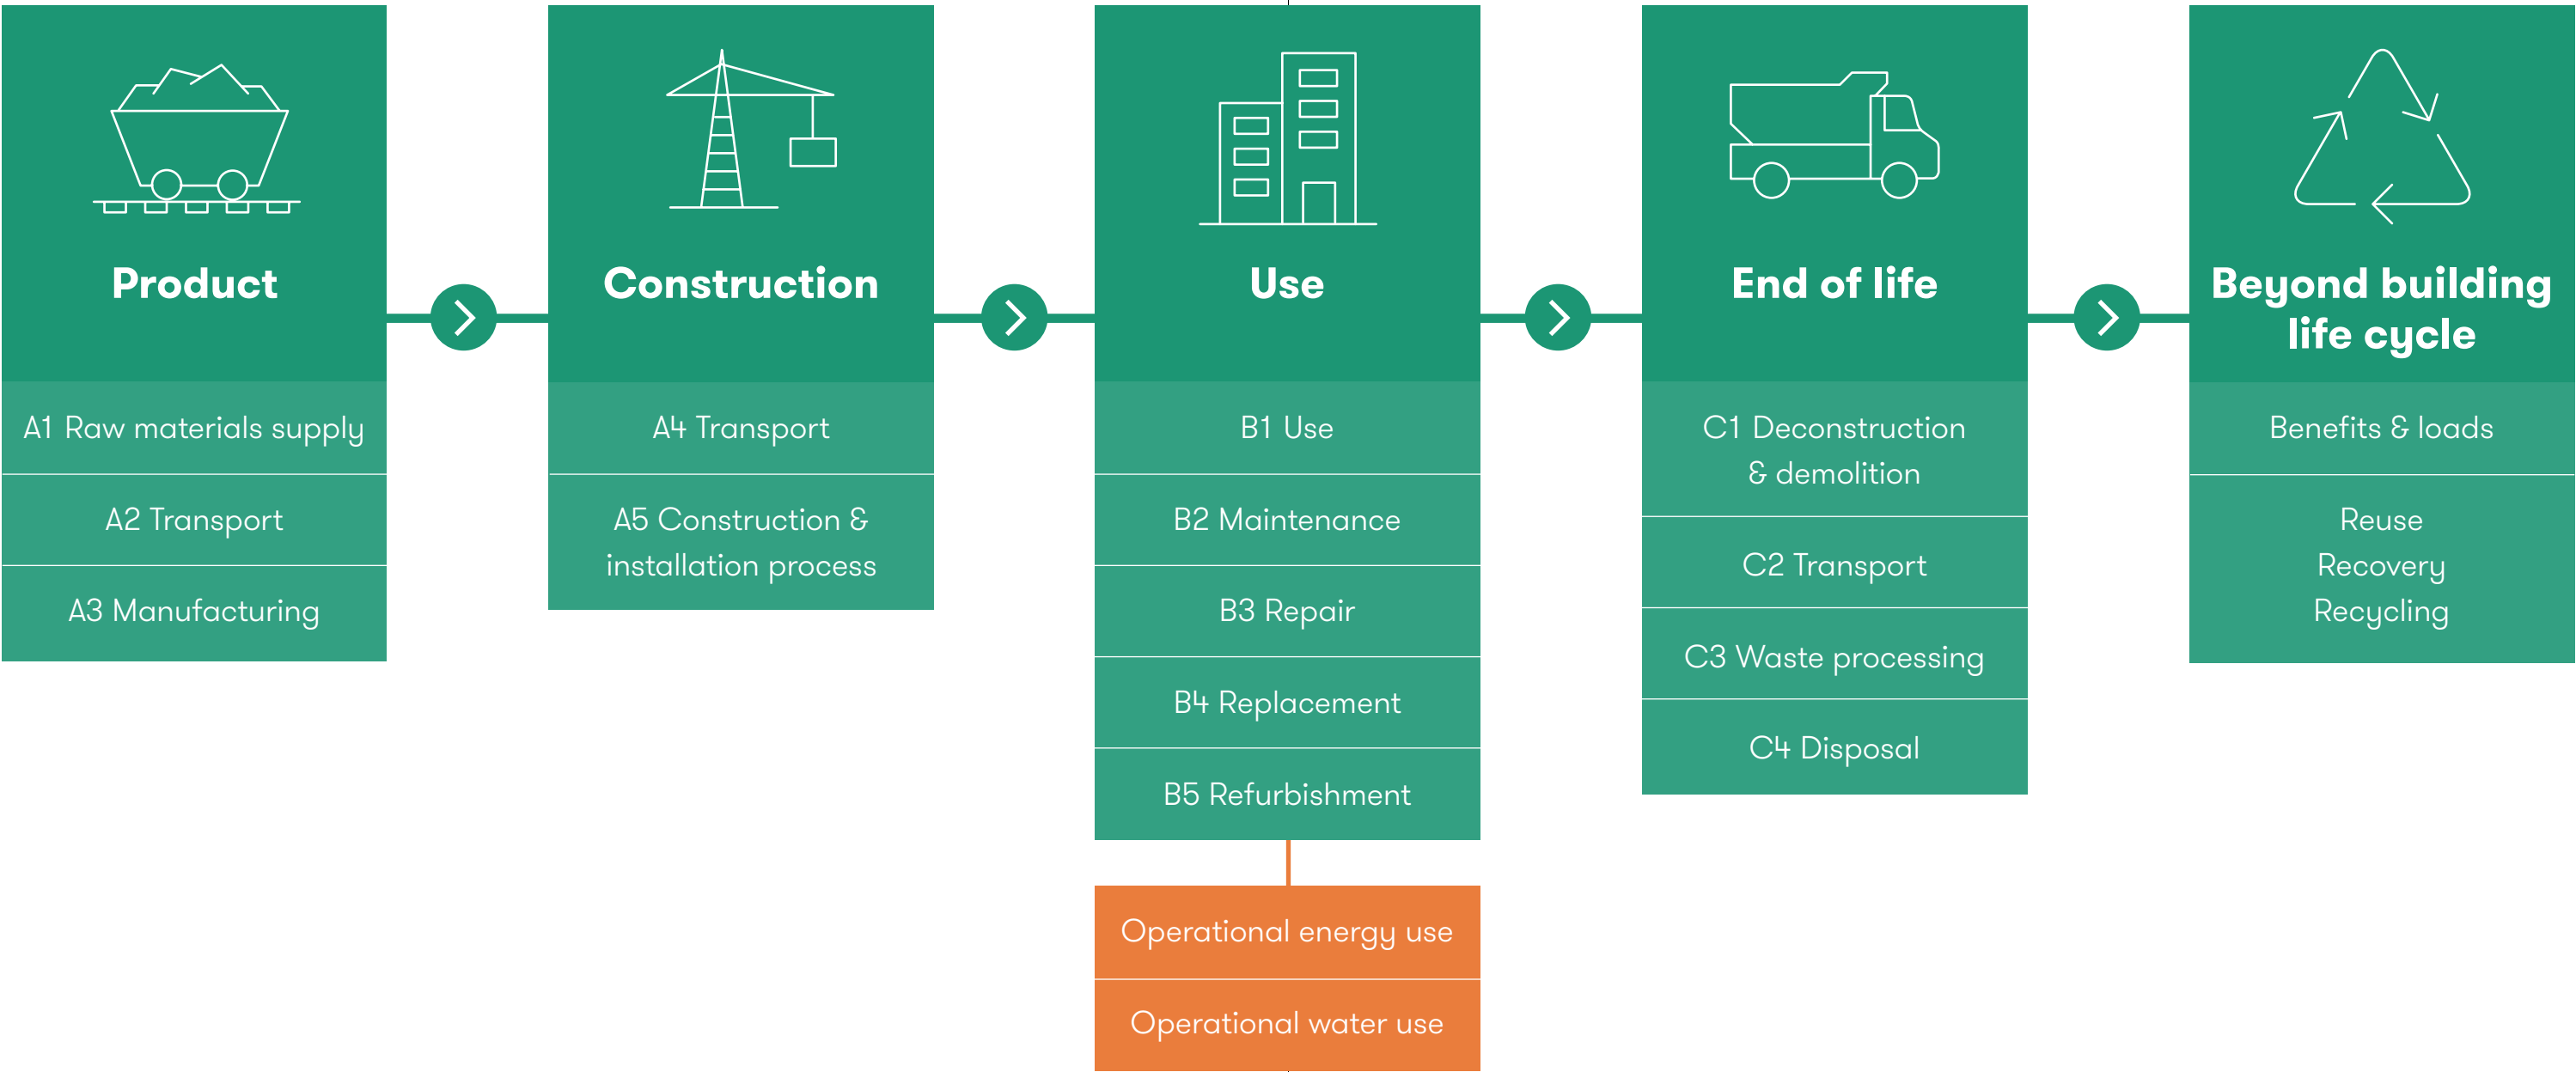 Product
A1 Raw materials supply
A2 Transport
A3 Manufacturing
Construction
A4 Transport
A5 Construction &
installation process
Use
B1 Use
B2 Maintenance
B3 Repair
B4 Replacement
B5 Refurbishment
Operational energy use
Operational water use
End of life
C1 Deconstruction
& demolition
C2 Transport
C3 Waste processing
C4 Disposal
Beyond building
life cycle
Benefits & loads
Reuse
Recovery
Recycling